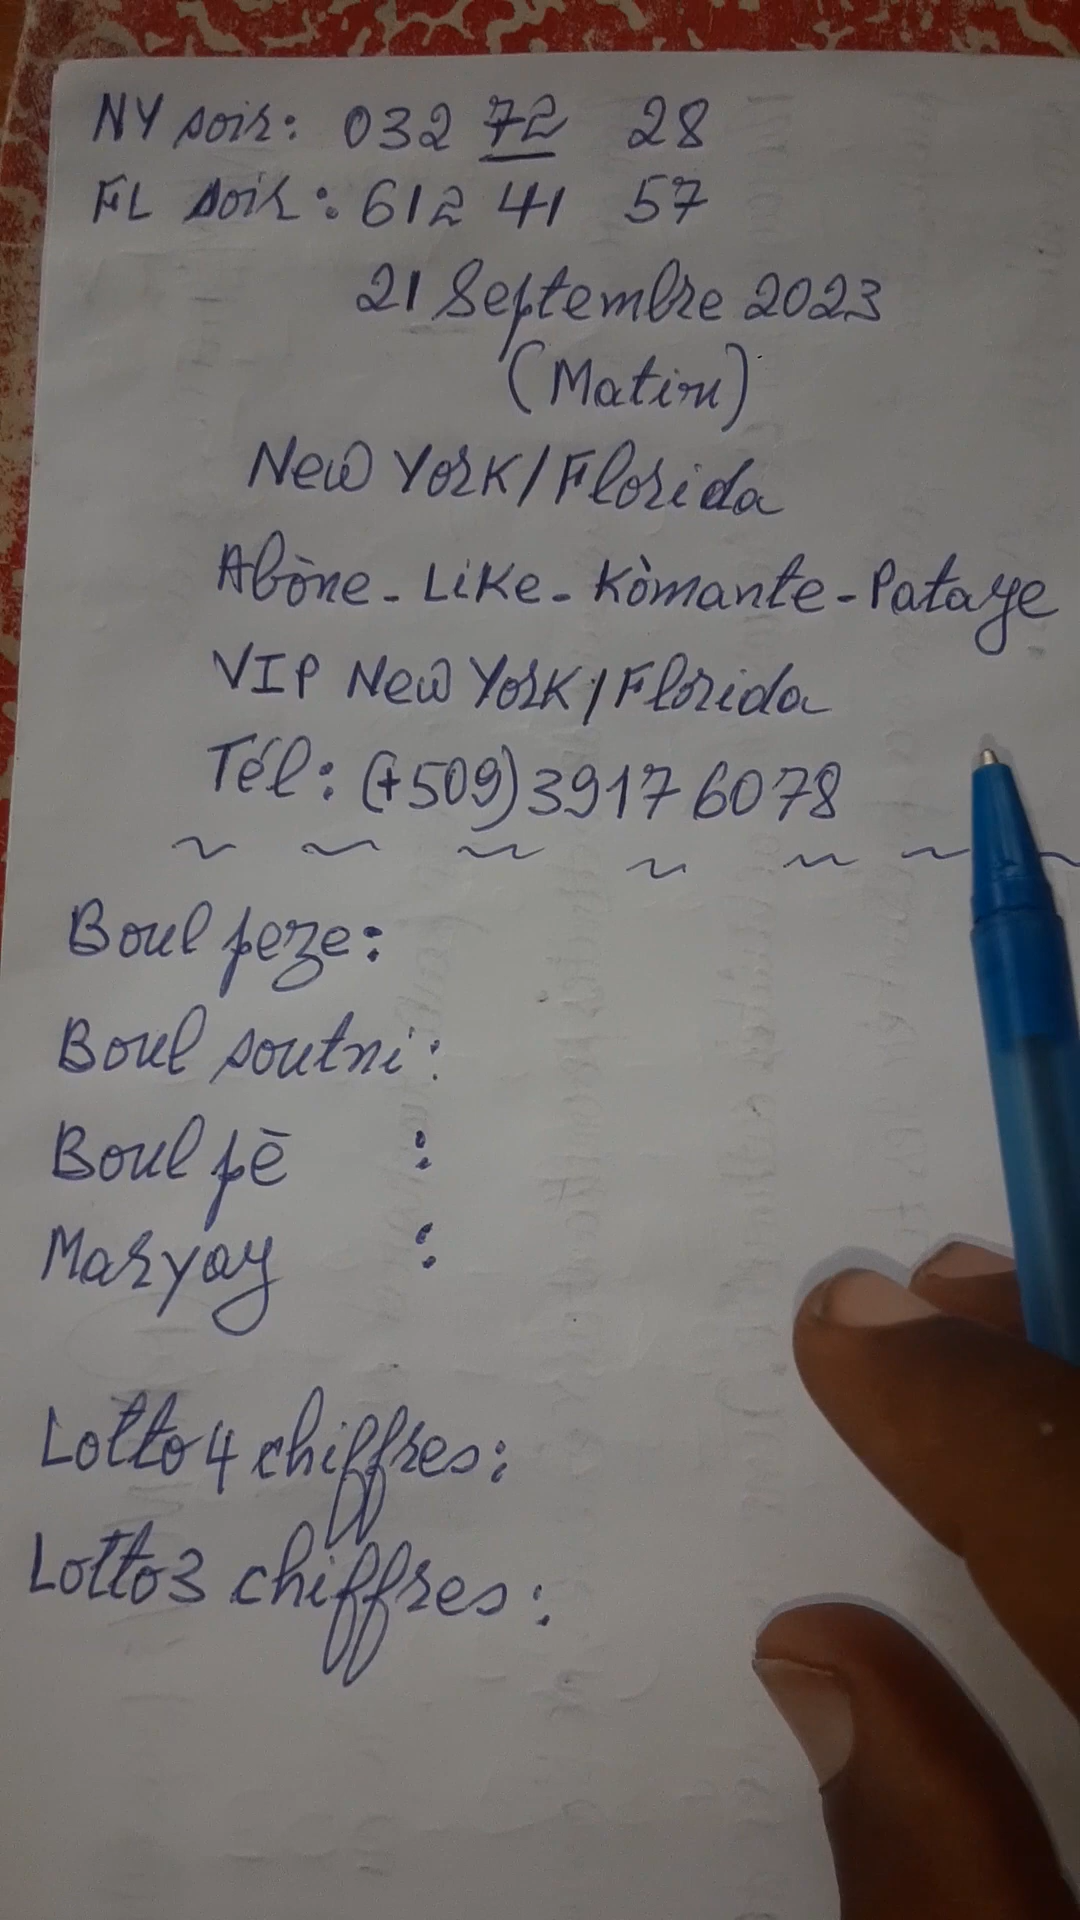 NY soir: 032 72 28
FL soir: 612 41 57
21 Septembre 2023
(Matin)
New York/Florida
Abòne - Like - Kòmante - Pataje
VIP New York/Florida
Tél: (+509) 3917 6078
~ ~ ~ ~ ~ ~ ~
Boul peze:
Boul soutni:
Boul pè :
Maryaj :
Lotto 4 chiffres:
Lotto 3 chiffres: